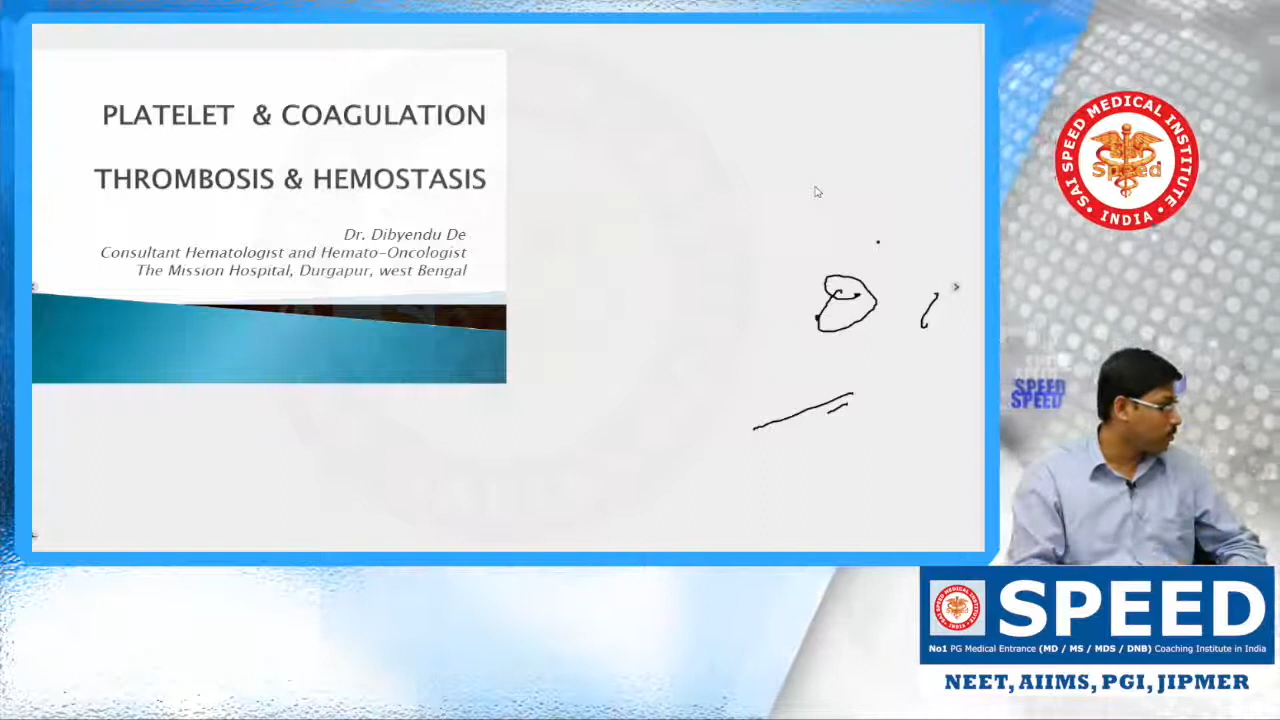 PLATELET & COAGULATION
THROMBOSIS & HEMOSTASIS
Dr. Dibyendu De
Consultant Hematologist and Hemato-Oncologist
The Mission Hospital, Durgapur, west Bengal
SAI SPEED MEDICAL INSTITUTE
Speed
• INDIA •
SPEED
SPEED
SPEED
No1 PG Medical Entrance (MD / MS / MDS / DNB) Coaching Institute in India
NEET, AIIMS, PGI, JIPMER